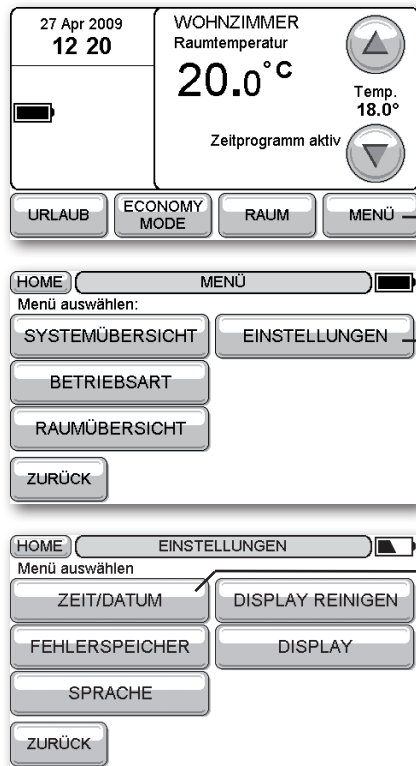 27 Apr 2009
12 20
WOHNZIMMER
Raumtemperatur
20.0°C
Temp.
18.0°
Zeitprogramm aktiv
URLAUB
ECONOMY
MODE
RAUM
MENÜ
HOME
MENÜ
Menü auswählen:
SYSTEMÜBERSICHT
EINSTELLUNGEN
BETRIEBSART
RAUMÜBERSICHT
ZURÜCK
HOME
EINSTELLUNGEN
Menü auswählen
ZEIT/DATUM
DISPLAY REINIGEN
FEHLERSPEICHER
DISPLAY
SPRACHE
ZURÜCK